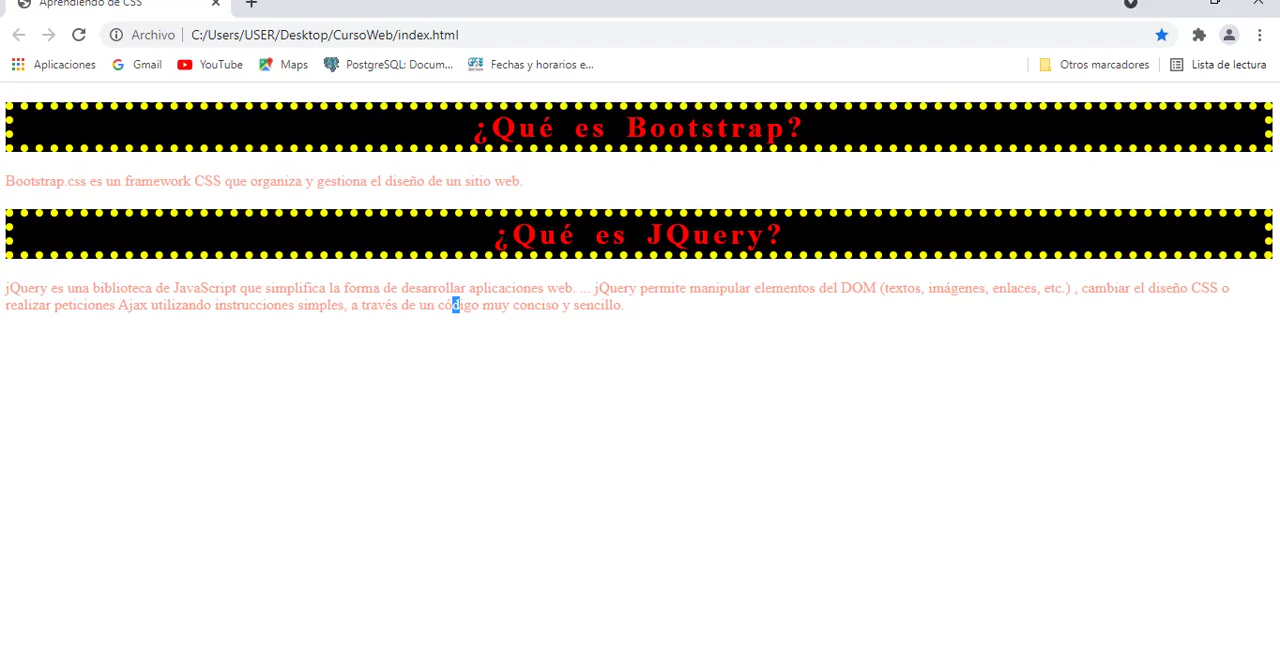 Aprendiendo de CSS
Archivo C:/Users/USER/Desktop/CursoWeb/index.html
Aplicaciones Gmail YouTube Maps PostgreSQL: Docum... Fechas y horarios e... Otros marcadores Lista de lectura
¿Qué es Bootstrap?
Bootstrap.css es un framework CSS que organiza y gestiona el diseño de un sitio web.
¿Qué es JQuery?
jQuery es una biblioteca de JavaScript que simplifica la forma de desarrollar aplicaciones web. ... jQuery permite manipular elementos del DOM (textos, imágenes, enlaces, etc.) , cambiar el diseño CSS o
realizar peticiones Ajax utilizando instrucciones simples, a través de un código muy conciso y sencillo.